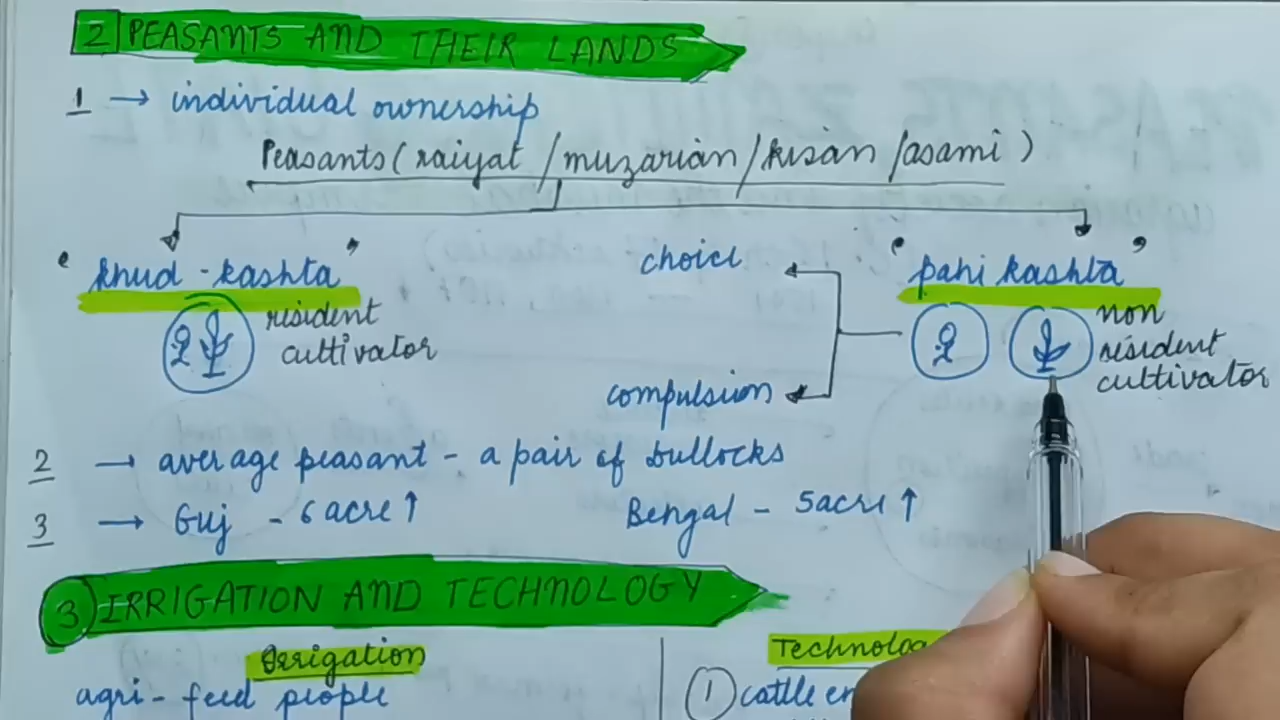 2 PEASANTS AND THEIR LANDS
1 → individual ownership
Peasants (raiyat / muzarian / kisan / asami)
" khud - kashta "
resident
cultivator
choice
compulsion
" pahi kashta "
non
resident
cultivator
2 → average peasant - a pair of bullocks
3 → Guj - 6 acre ↑ Bengal - 5 acre ↑
3 IRRIGATION AND TECHNOLOGY
Irrigation
agri - feed people
Technolo
1 cattle en